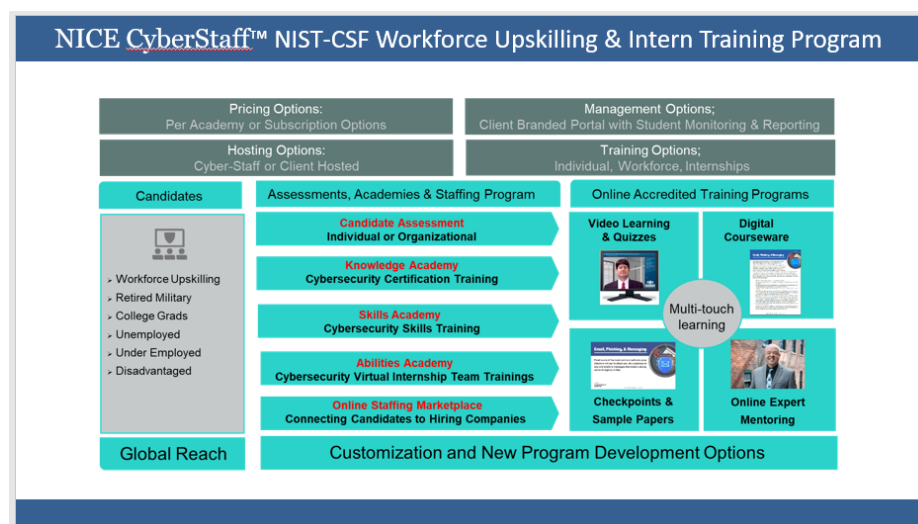 NICE CyberStaff™ NIST-CSF Workforce Upskilling & Intern Training Program
Pricing Options:
Per Academy or Subscription Options
Management Options;
Client Branded Portal with Student Monitoring & Reporting
Hosting Options:
Cyber-Staff or Client Hosted
Training Options;
Individual, Workforce, Internships
Candidates
Workforce Upskilling
Retired Military
College Grads
Unemployed
Under Employed
Disadvantaged
Global Reach
Assessments, Academies & Staffing Program
Candidate Assessment
Individual or Organizational
Knowledge Academy
Cybersecurity Certification Training
Skills Academy
Cybersecurity Skills Training
Abilities Academy
Cybersecurity Virtual Internship Team Trainings
Online Staffing Marketplace
Connecting Candidates to Hiring Companies
Online Accredited Training Programs
Video Learning
& Quizzes
Digital
Courseware
Multi-touch
learning
Email, Phishing, & Messaging
Checkpoints &
Sample Papers
Online Expert
Mentoring
Customization and New Program Development Options